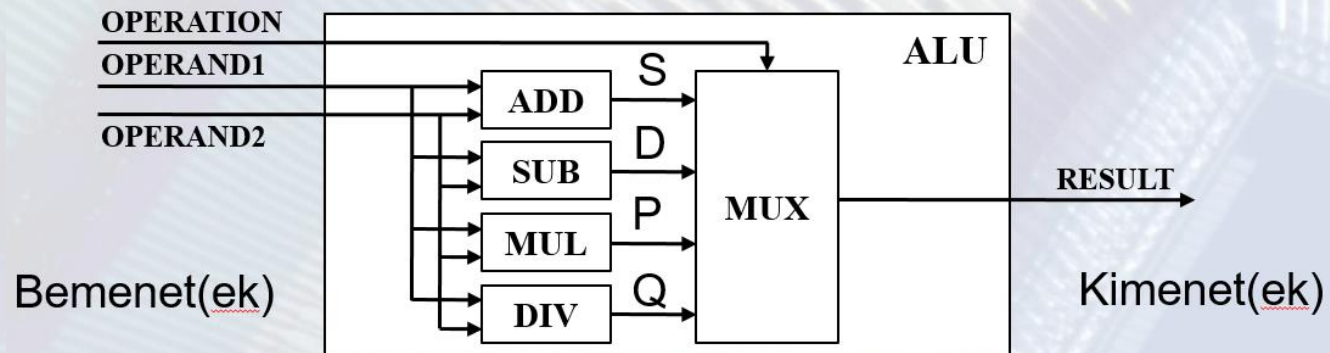 OPERATION
OPERAND1
OPERAND2
ALU
ADD
S
SUB
D
MUL
P
DIV
Q
MUX
RESULT
Bemenet(ek)
Kimenet(ek)